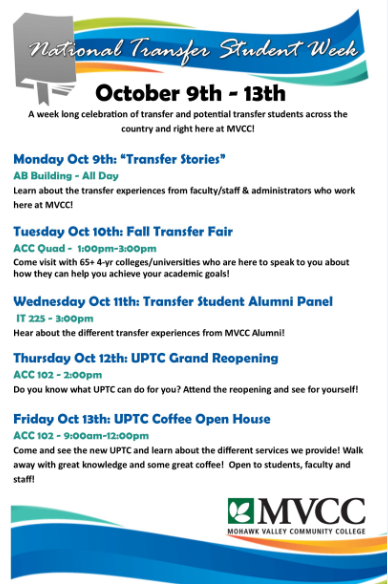 National Transfer Student Week
October 9th - 13th
A week long celebration of transfer and potential transfer students across the
country and right here at MVCC!
Monday Oct 9th: “Transfer Stories”
AB Building - All Day
Learn about the transfer experiences from faculty/staff & administrators who work
here at MVCC!
Tuesday Oct 10th: Fall Transfer Fair
ACC Quad - 1:00pm-3:00pm
Come visit with 65+ 4-yr colleges/universities who are here to speak to you about
how they can help you achieve your academic goals!
Wednesday Oct 11th: Transfer Student Alumni Panel
IT 225 - 3:00pm
Hear about the different transfer experiences from MVCC Alumni!
Thursday Oct 12th: UPTC Grand Reopening
ACC 102 - 2:00pm
Do you know what UPTC can do for you? Attend the reopening and see for yourself!
Friday Oct 13th: UPTC Coffee Open House
ACC 102 - 9:00am-12:00pm
Come and see the new UPTC and learn about the different services we provide! Walk
away with great knowledge and some great coffee! Open to students, faculty and
staff!
MVCC
MOHAWK VALLEY COMMUNITY COLLEGE